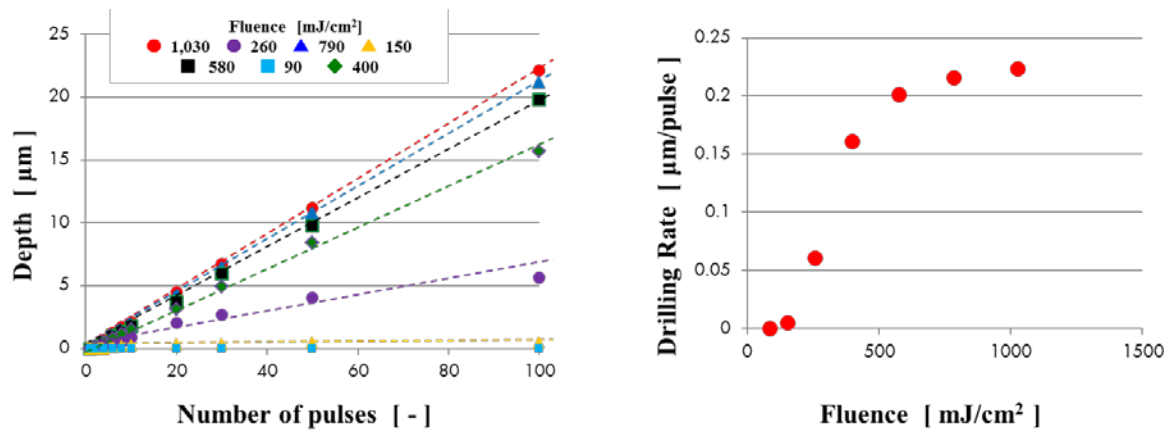 Fluence [mJ/cm²]
1,030 260 790 150
580 90 400
25
20
15
10
5
0
0 20 40 60 80 100
Depth [ μm ]
Number of pulses [ - ]
0.25
0.2
0.15
0.1
0.05
0
0 500 1000 1500
Drilling Rate [ μm/pulse]
Fluence [ mJ/cm² ]